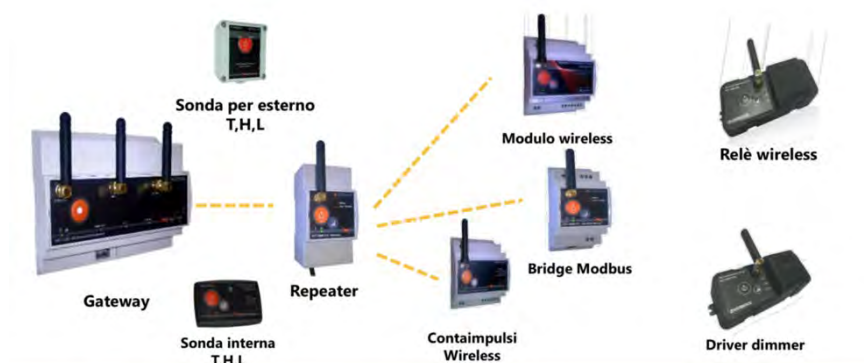 Sonda per esterno
T,H,L
Modulo wireless
Relè wireless
Gateway
Repeater
Bridge Modbus
Sonda interna
T,H,L
Contaimpulsi
Wireless
Driver dimmer